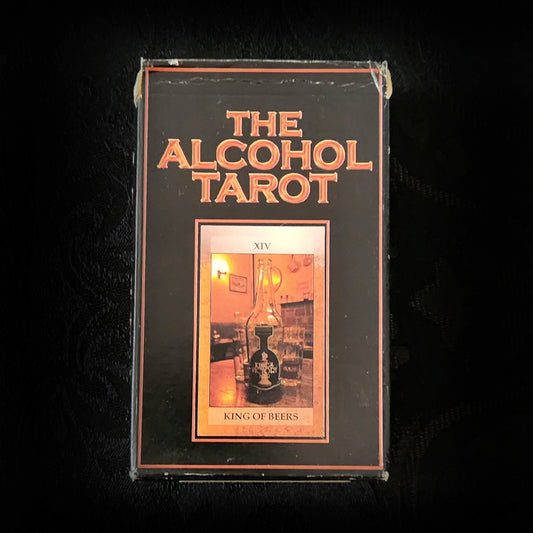 THE
ALCOHOL
TAROT
XIV
KING OF BEERS